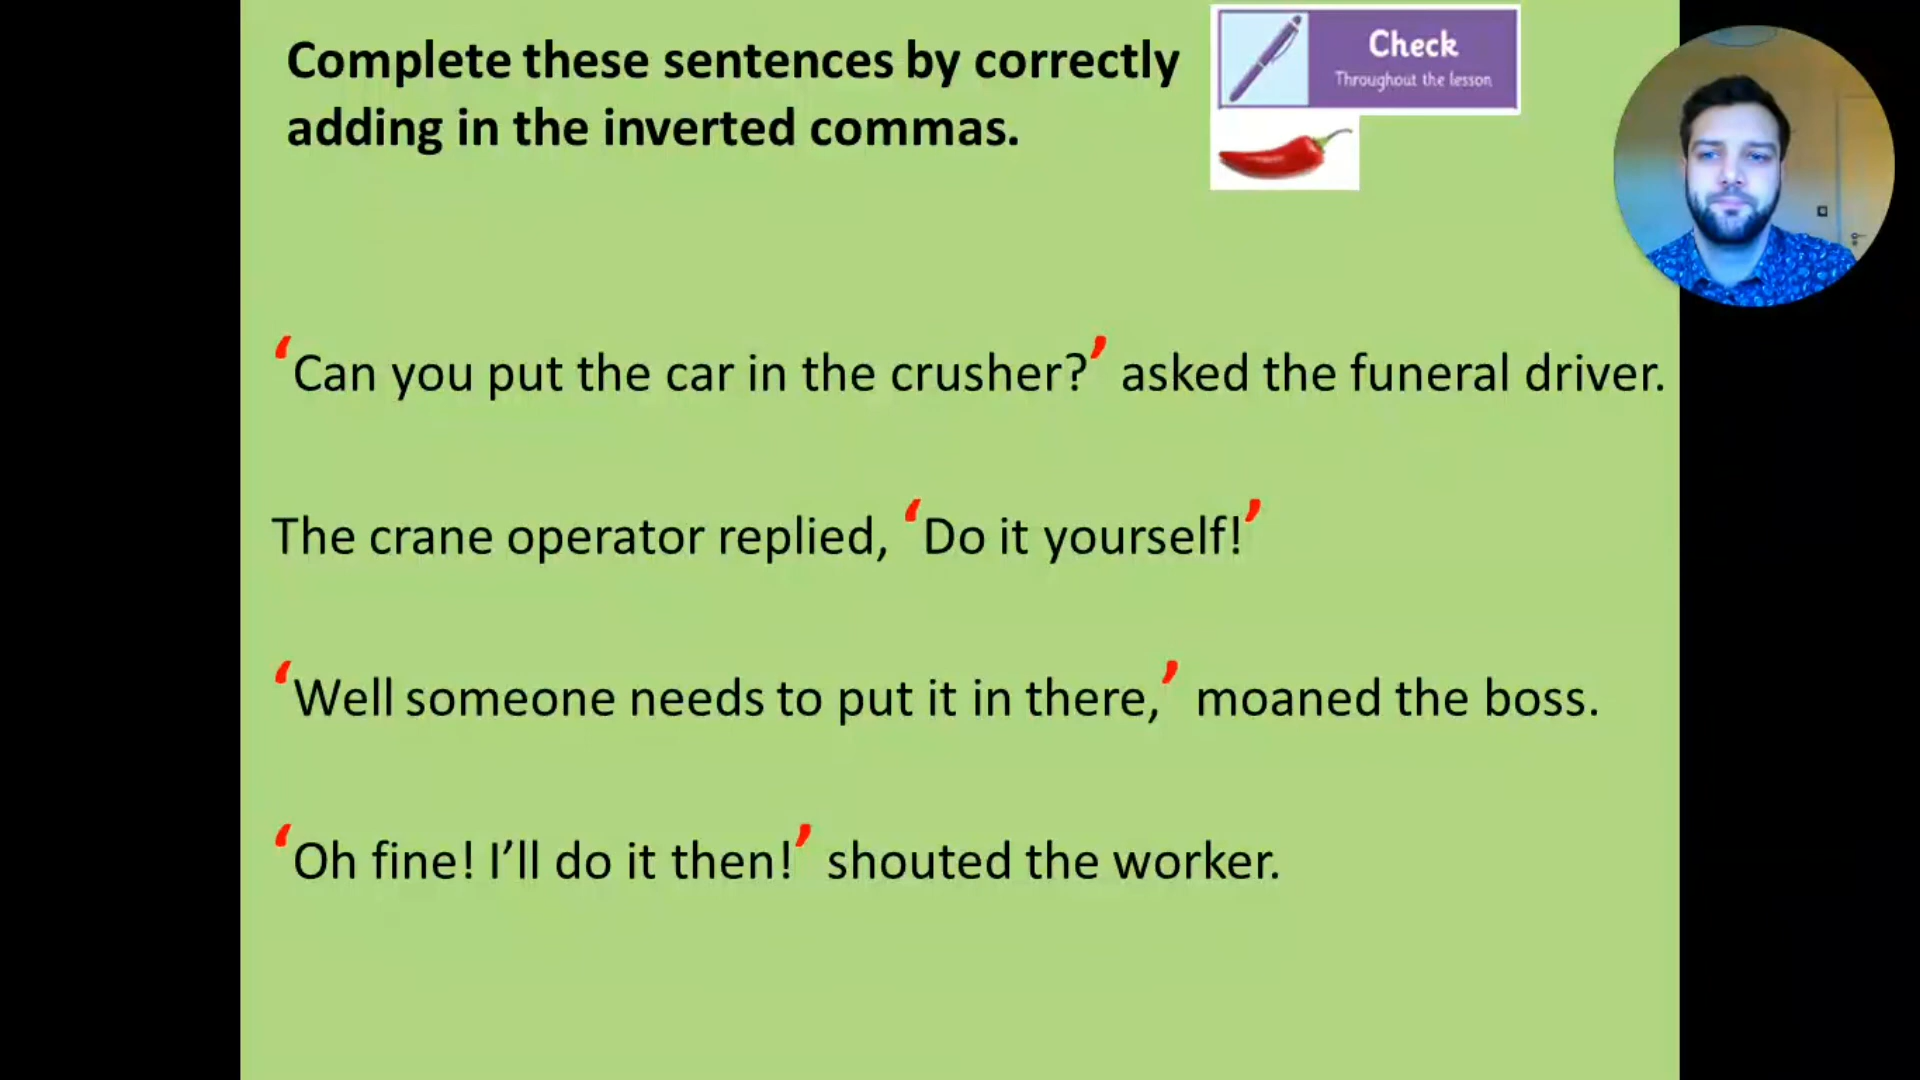 Complete these sentences by correctly
adding in the inverted commas.
Check
Throughout the lesson
‘Can you put the car in the crusher?’ asked the funeral driver.
The crane operator replied, ‘Do it yourself!’
‘Well someone needs to put it in there,’ moaned the boss.
‘Oh fine! I’ll do it then!’ shouted the worker.